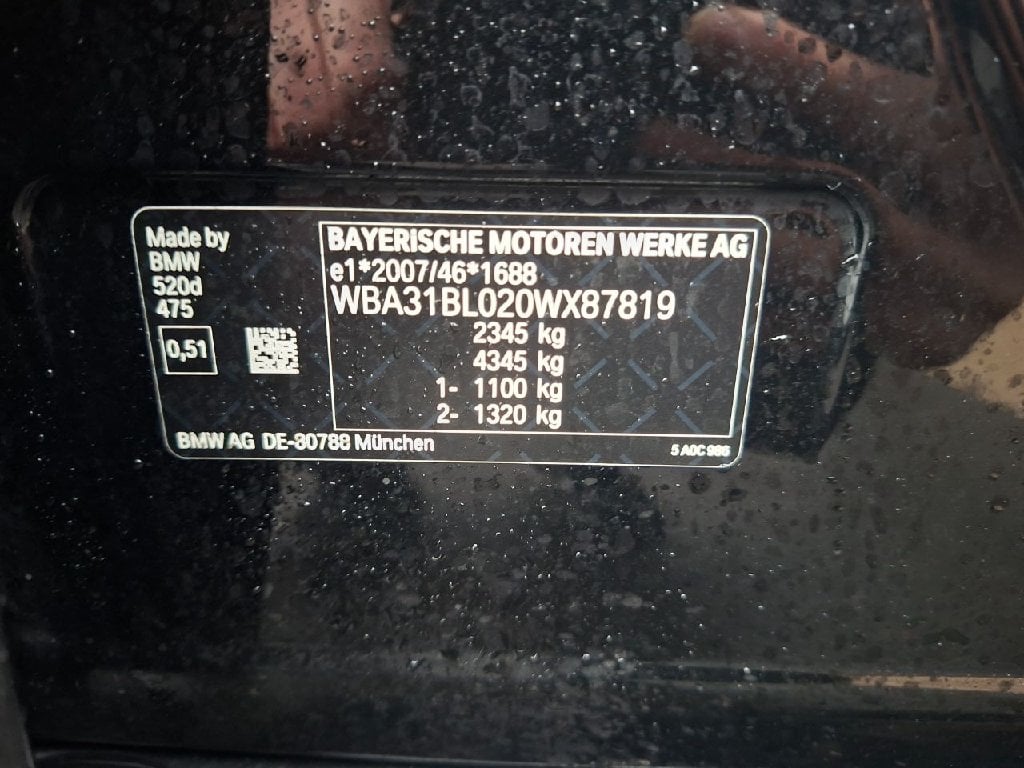 Made by
BMW
520d
475
0,51
BAYERISCHE MOTOREN WERKE AG
e1*2007/46*1688
WBA31BL020WX87819
2345 kg
4345 kg
1- 1100 kg
2- 1320 kg
BMW AG DE-80788 München
5 A0C 985